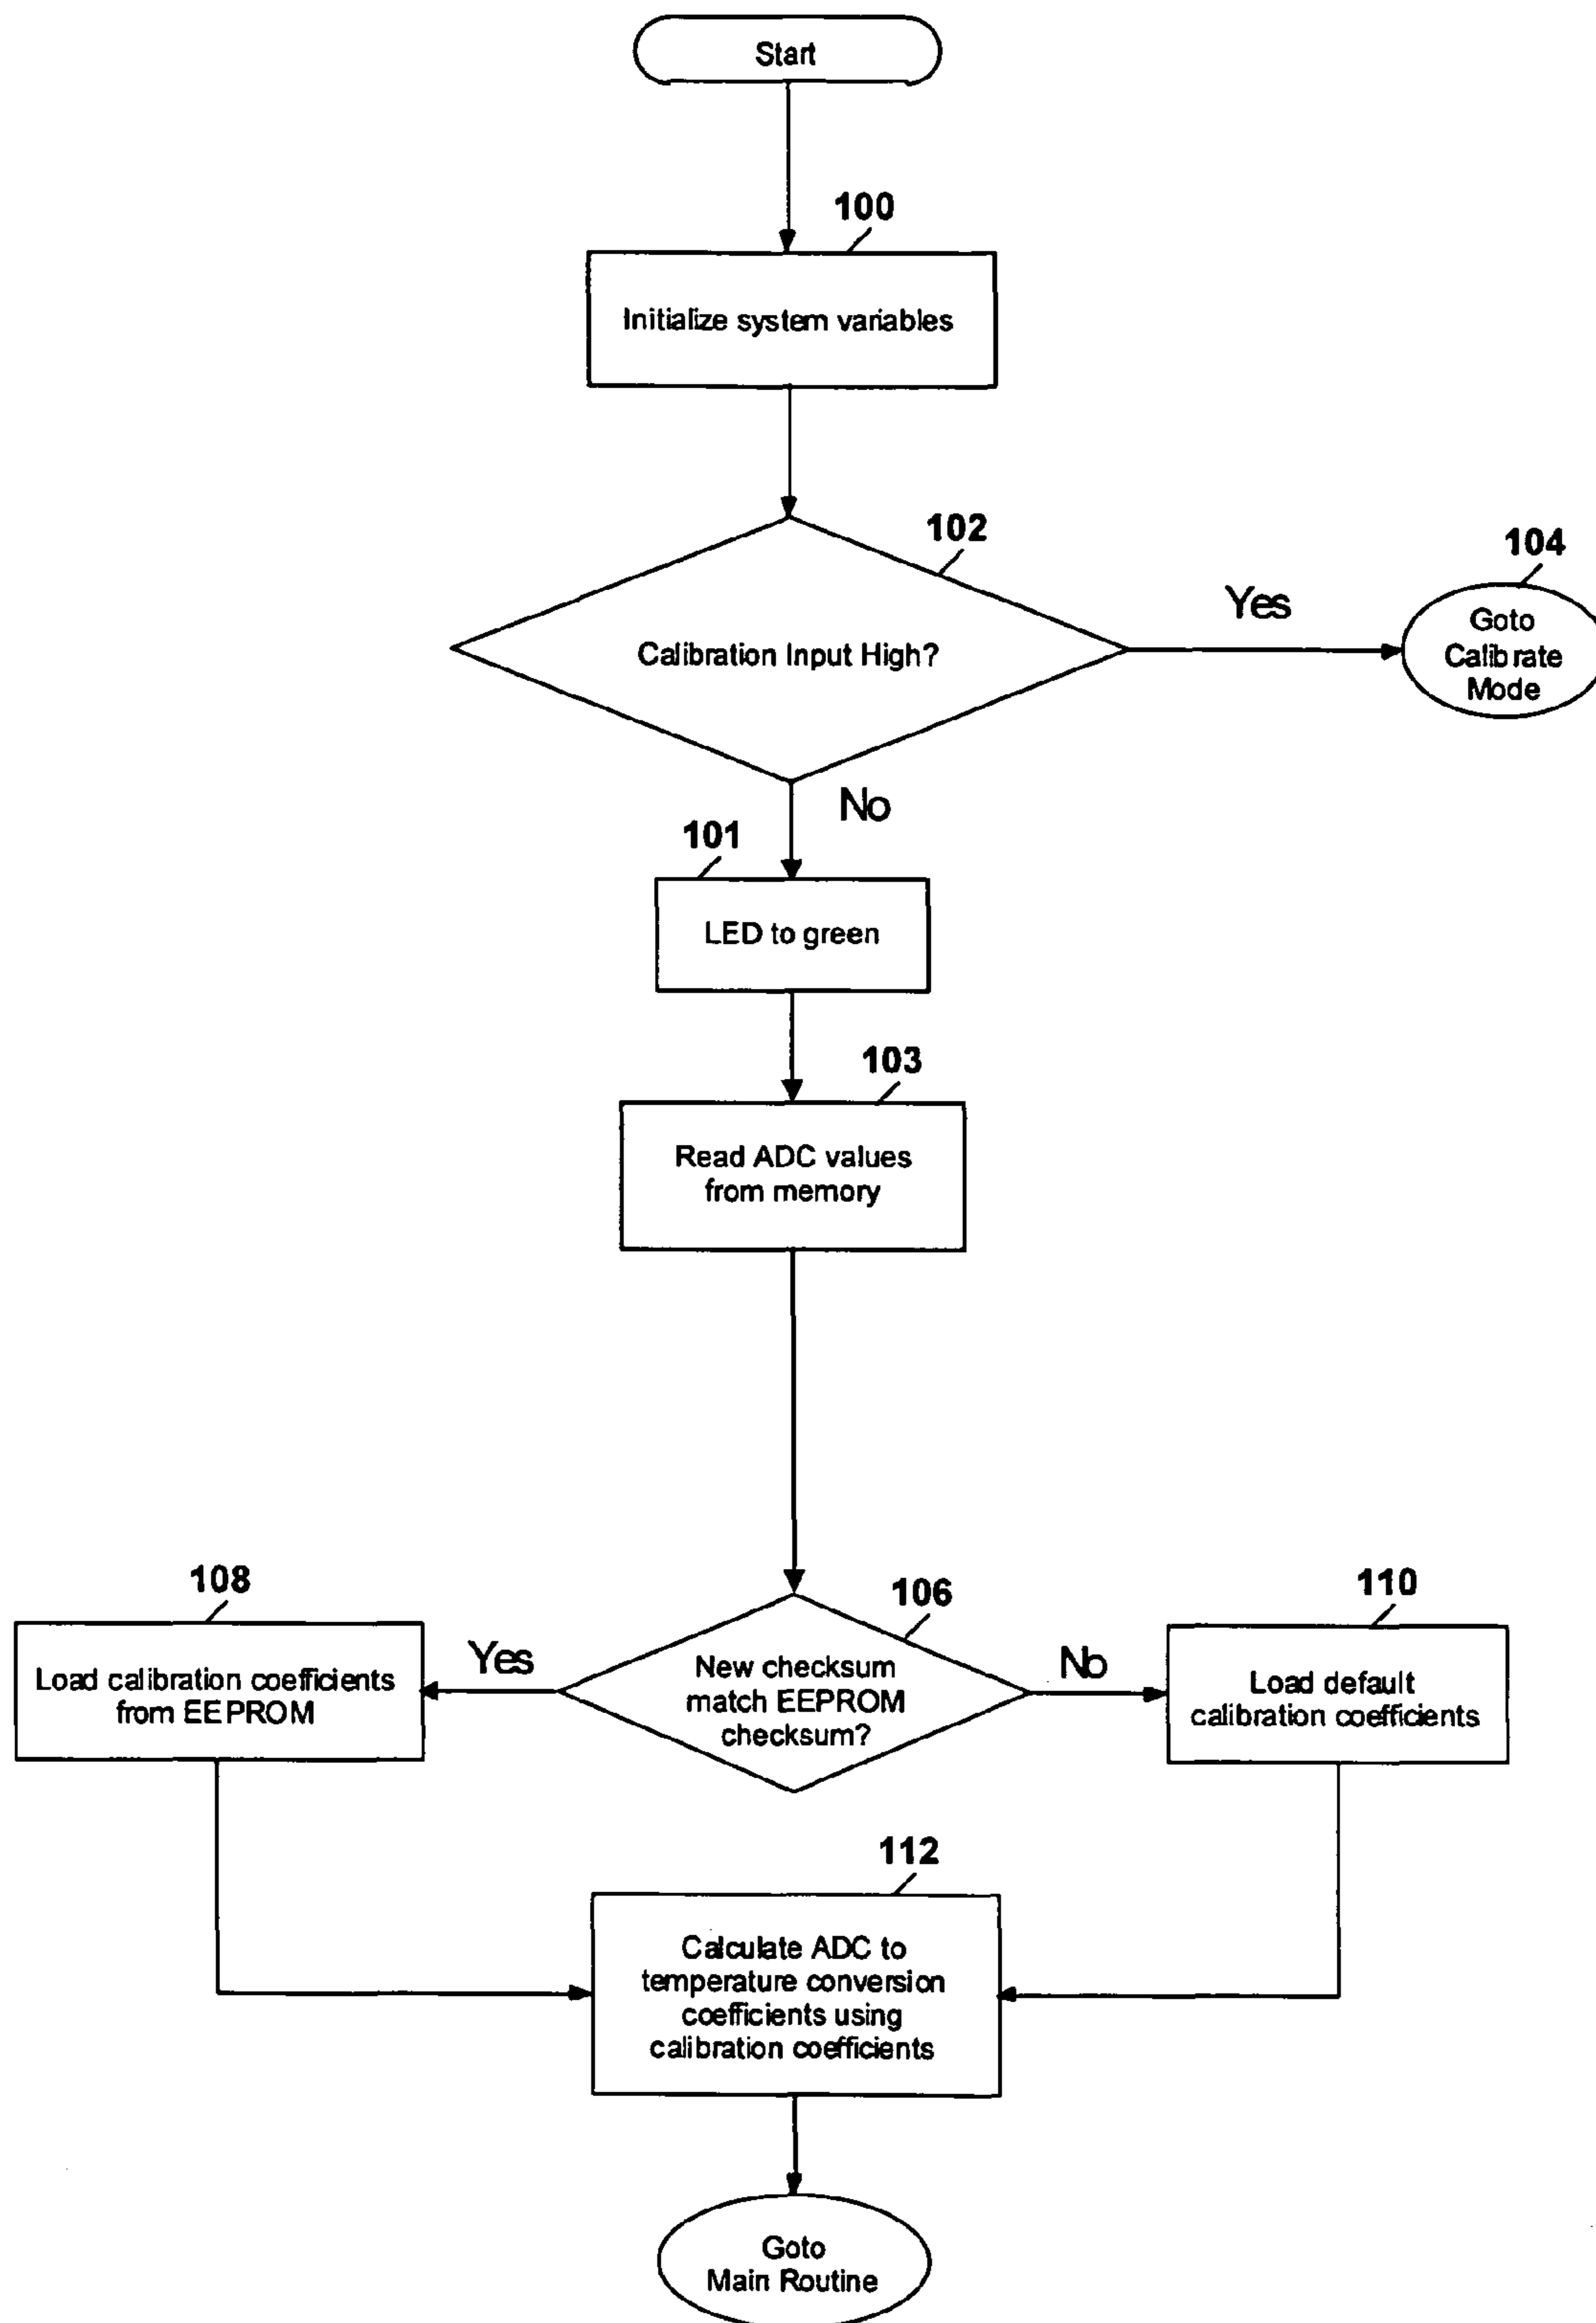 Start
100
Initialize system variables
102
Calibration Input High?
Yes
104
Goto
Calibrate
Mode
No
101
LED to green
103
Read ADC values
from memory
108
Load calibration coefficients
from EEPROM
Yes
106
New checksum
match EEPROM
checksum?
No
110
Load default
calibration coefficients
112
Calculate ADC to
temperature conversion
coefficients using
calibration coefficients
Goto
Main Routine